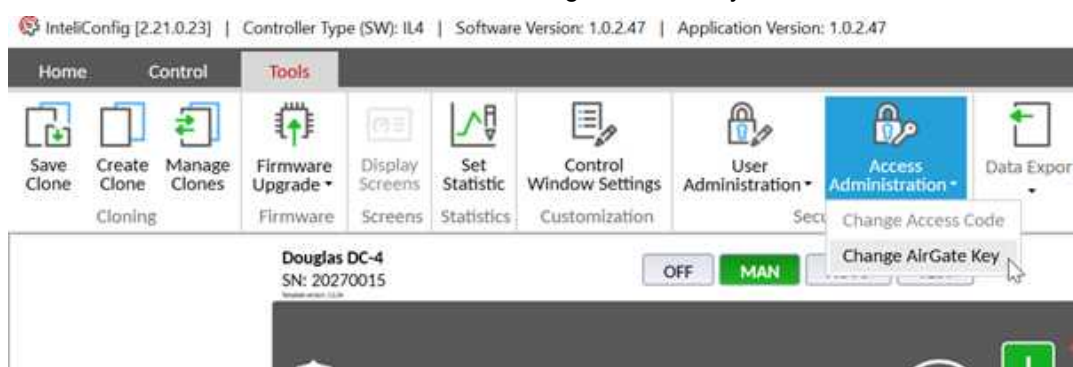 InteliConfig [2.21.0.23] | Controller Type (SW): IL4 | Software Version: 1.0.2.47 | Application Version: 1.0.2.47
Home Control Tools
Save Clone
Create Clone
Manage Clones
Firmware Upgrade
Display Screens
Set Statistic
Control Window Settings
User Administration
Access Administration
Data Expor
Cloning Firmware Screens Statistics Customization Secu
Change Access Code
Change AirGate Key
Douglas DC-4
SN: 20270015
OFF MAN